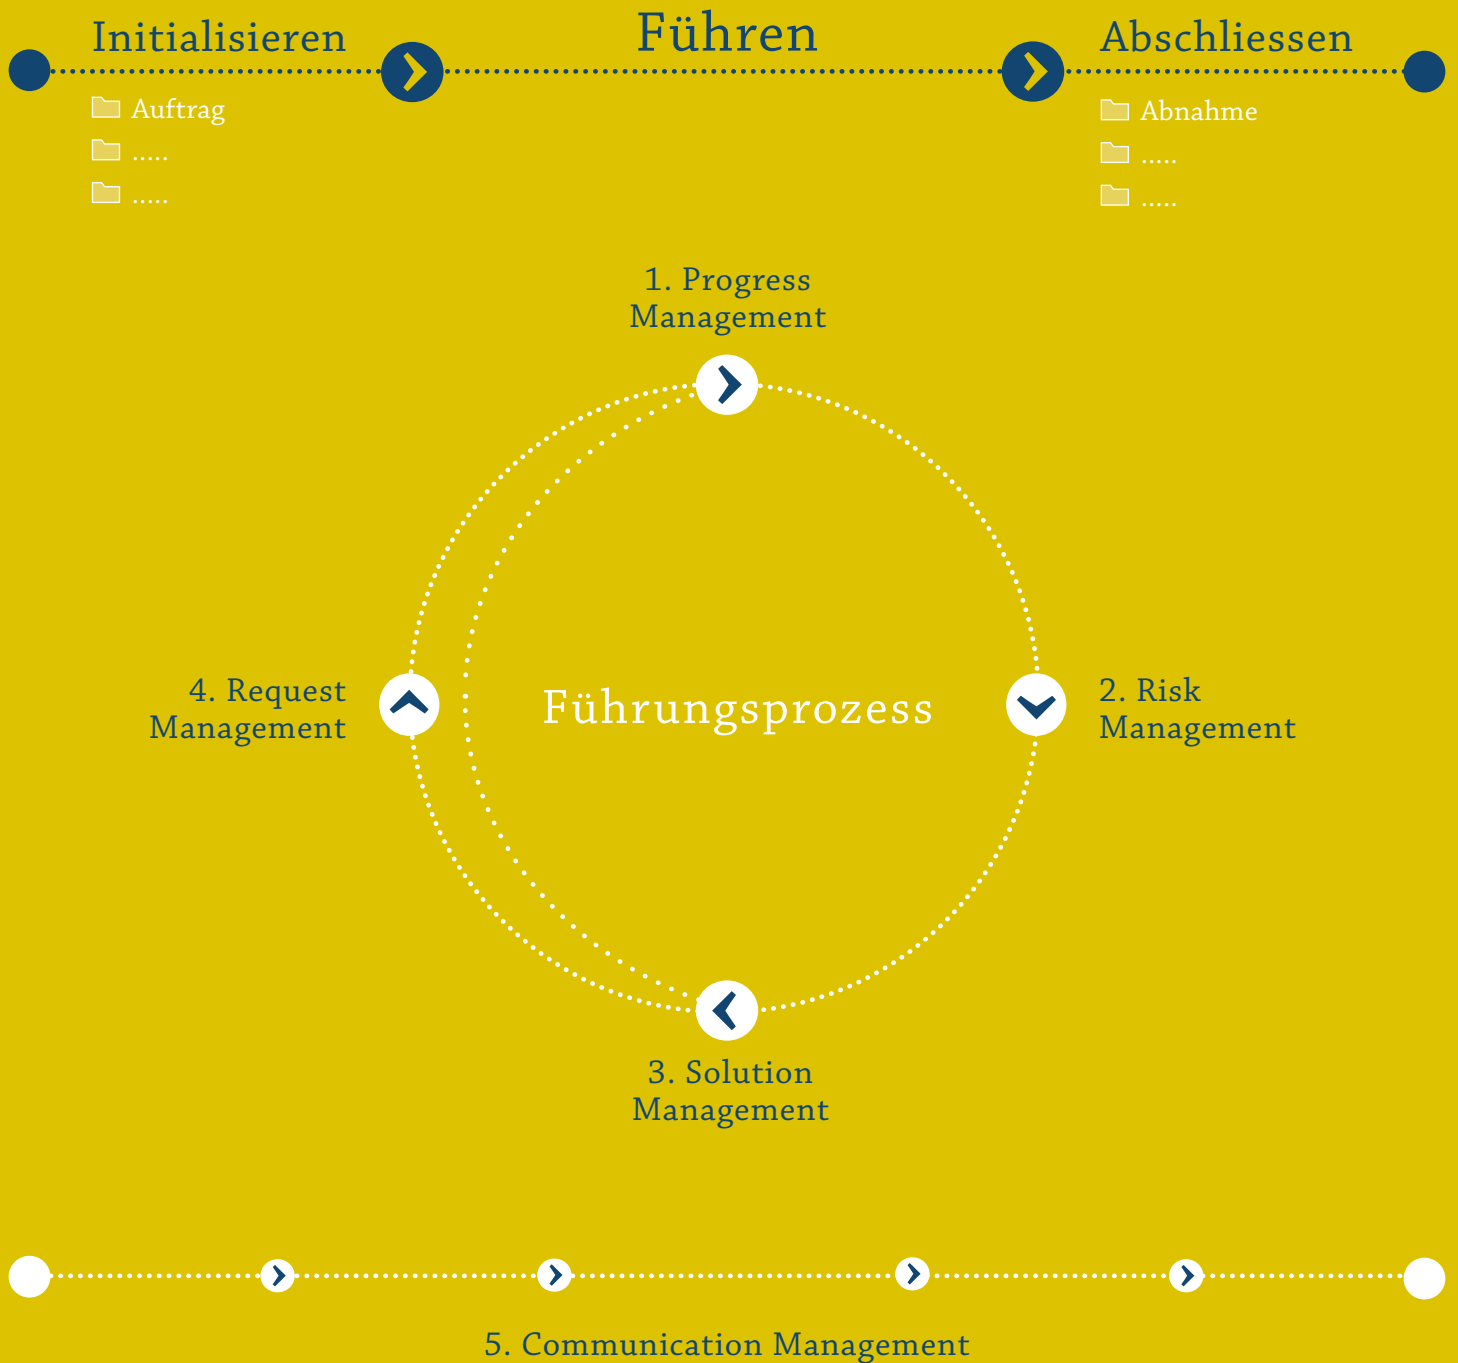 Initialisieren
Führen
Abschliessen
Auftrag
.....
.....
Abnahme
.....
.....
1. Progress
Management
4. Request
Management
Führungsprozess
2. Risk
Management
3. Solution
Management
5. Communication Management